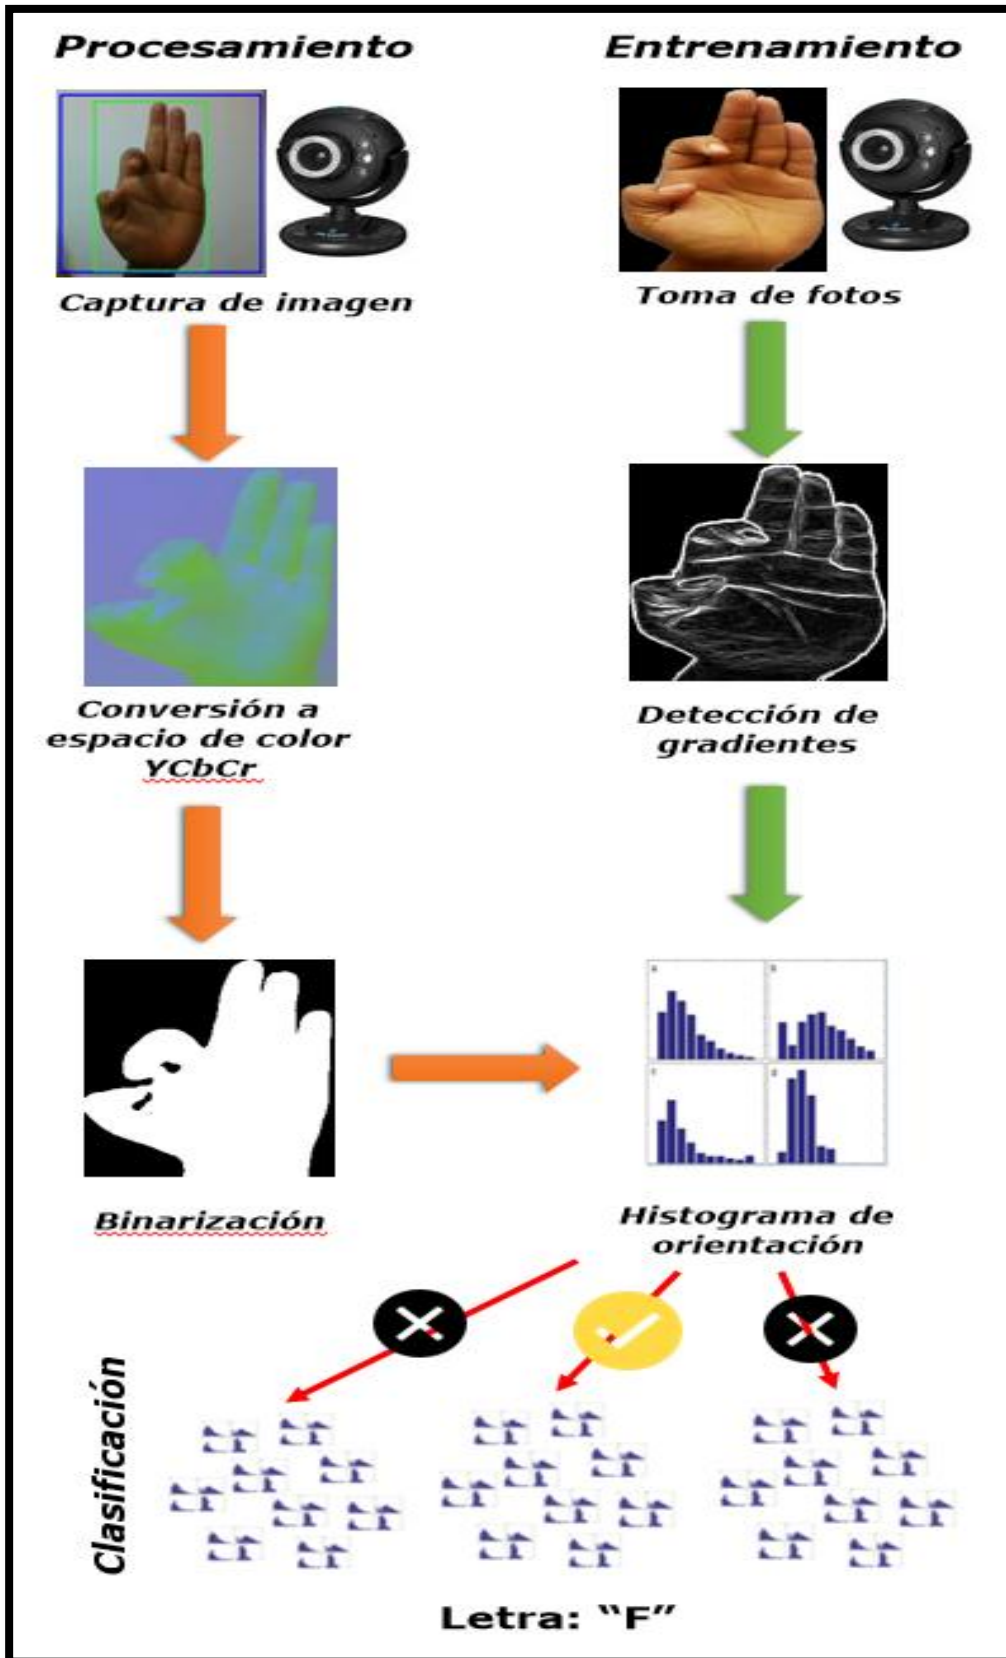 Procesamiento
Entrenamiento
Captura de imagen
Toma de fotos
Conversión a
espacio de color
YCbCr
Detección de
gradientes
Binarización
Histograma de
orientación
Clasificación
Letra: “F”